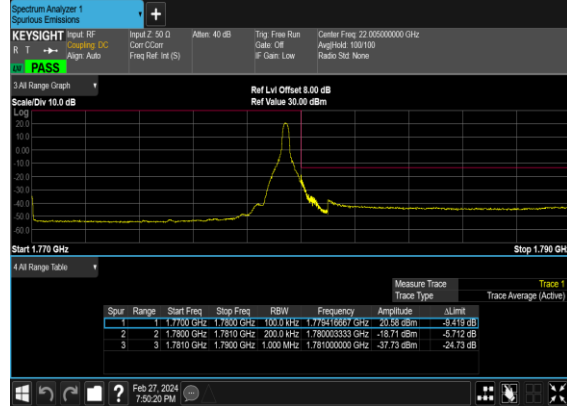 Spectrum Analyzer 1
Spurious Emissions
KEYSIGHT Input: RF Input Z: 50 Ω Atten: 40 dB Trig: Free Run Center Freq: 22.005000000 GHz
R T Coupling: DC Corr CCorr Gate: Off Avg|Hold: 100/100
Align: Auto Freq Ref: Int (S) IF Gain: Low Radio Std: None
PASS
3 All Range Graph
Ref Lvl Offset 8.00 dB
Scale/Div 10.0 dB Ref Value 30.00 dBm
Log
20.0
10.0
0.00
-10.0
-20.0
-30.0
-40.0
-50.0
-60.0
Start 1.770 GHz Stop 1.790 GHz
4 All Range Table
Measure Trace Trace 1
Trace Type Trace Average (Active)
Spur Range Start Freq Stop Freq RBW Frequency Amplitude ΔLimit
1 1 1.7700 GHz 1.7800 GHz 100.0 kHz 1.779416667 GHz 20.58 dBm -9.419 dB
2 2 1.7800 GHz 1.7810 GHz 200.0 kHz 1.780003333 GHz -18.71 dBm -5.712 dB
3 3 1.7810 GHz 1.7900 GHz 1.000 MHz 1.781000000 GHz -37.73 dBm -24.73 dB
Feb 27, 2024
7:50:20 PM